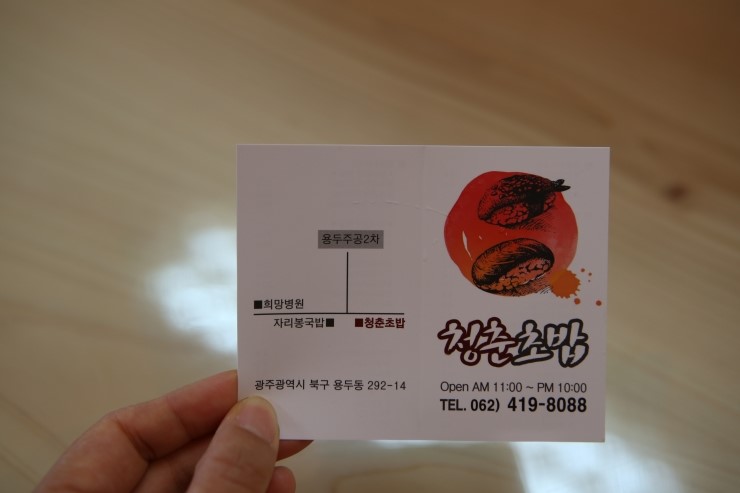 용두주공2차
■희망병원
자리봉국밥■ ■청춘초밥
광주광역시 북구 용두동 292-14
청춘초밥
Open AM 11:00 ~ PM 10:00
TEL. 062) 419-8088